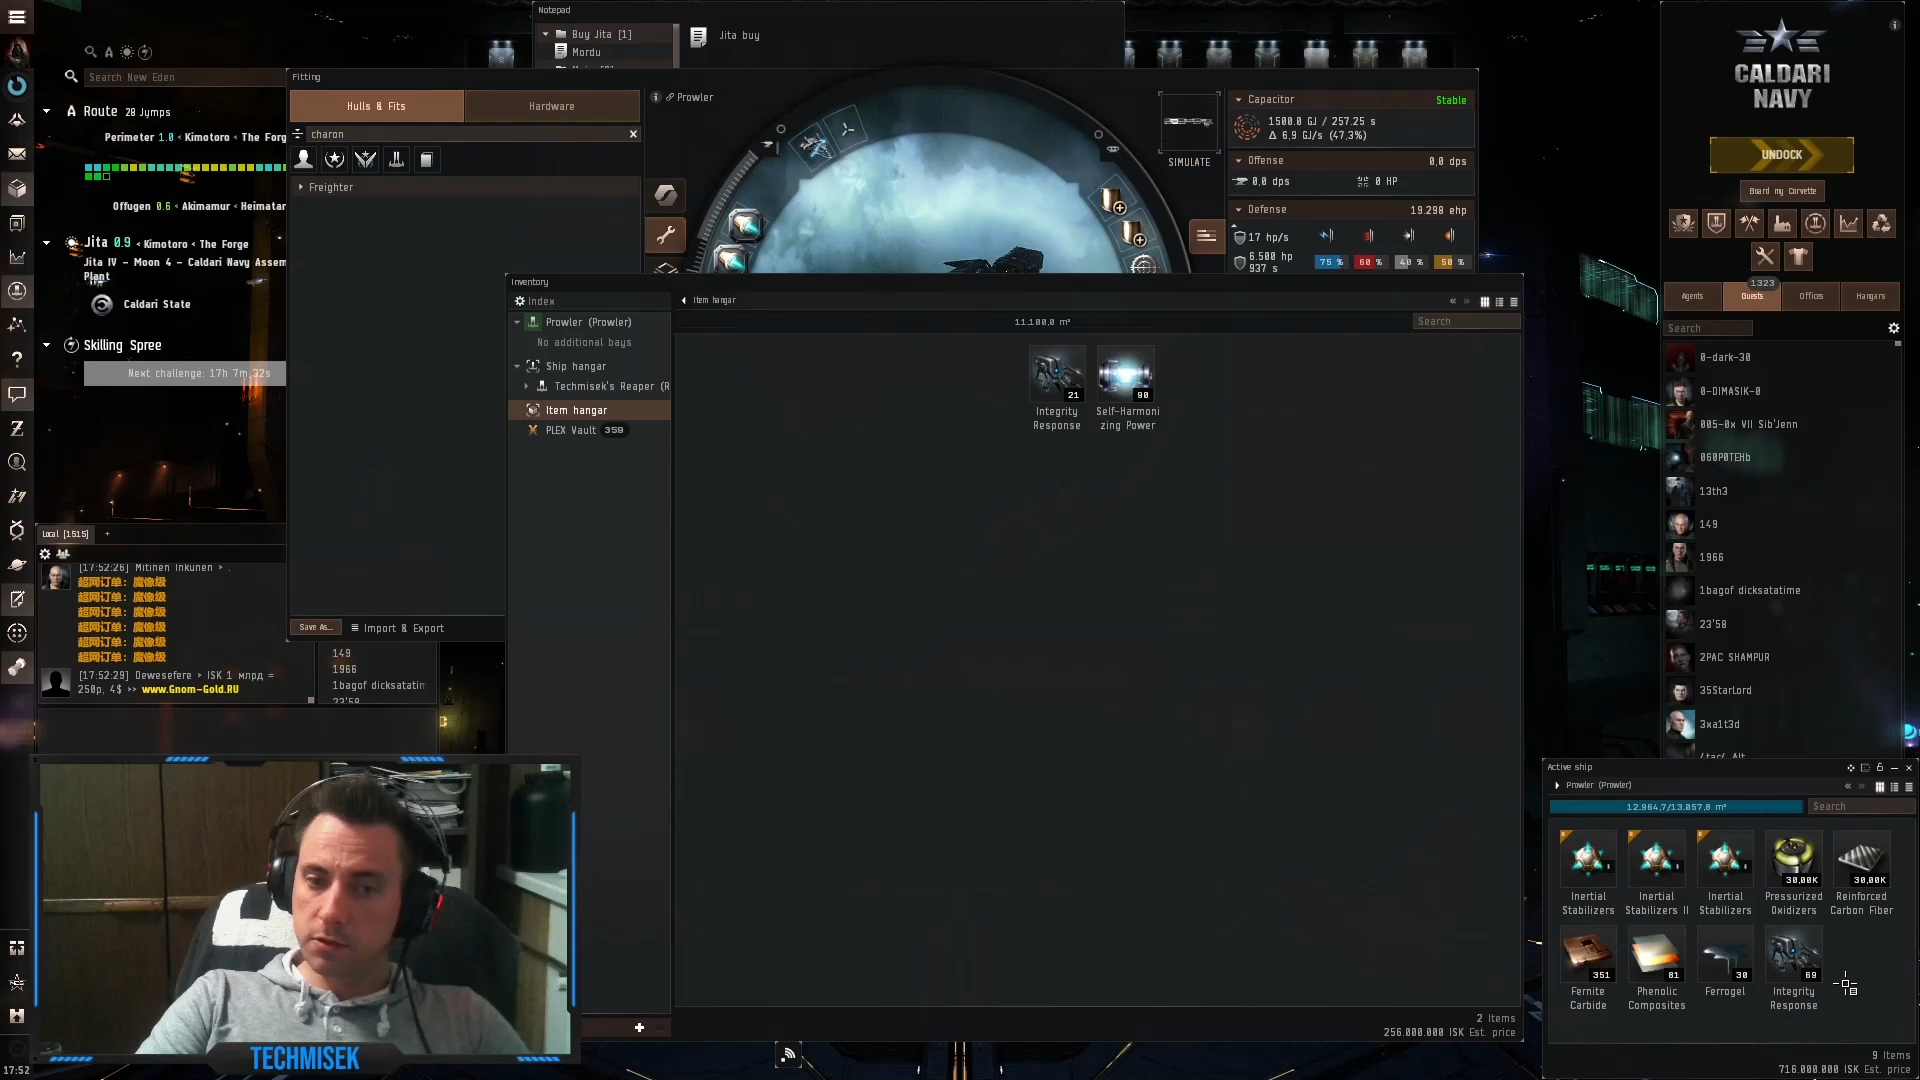 Notepad
Buy Jita [1]
Mordu
Jita buy
Search New Eden
Route 28 Jumps
Perimeter 1.0 < Kimotoro < The Forg
Offugen 0.6 < Akimamur < Heimatar
Jita 0.9 < Kimotoro < The Forge
Jita IV - Moon 4 - Caldari Navy Assem
Plant
Caldari State
Skilling Spree
Next challenge: 17h 7m 32s
Fitting
Hulls & Fits
Hardware
charon
Freighter
Save As...
Import & Export
Prowler
SIMULATE
Capacitor
Stable
1500.0 GJ / 257.25 s
Δ 6,9 GJ/s (47,3%)
Offense
0,0 dps
0,0 dps
0 HP
Defense
19.298 ehp
17 hp/s
6.500 hp
937 s
75 %
60 %
40 %
50 %
Inventory
Index
Prowler (Prowler)
No additional bays
Ship hangar
Techmisek's Reaper (R
Item hangar
PLEX Vault 359
Item hangar
11.100,0 m³
Search
21
Integrity
Response
90
Self-Harmoni
zing Power
2 Items
256.000.000 ISK Est. price
Local [1515]
[17:52:26] Mitinen Inkunen > .
超网订单: 魔像级
超网订单: 魔像级
超网订单: 魔像级
超网订单: 魔像级
超网订单: 魔像级
超网订单: 魔像级
[17:52:29] Dewesefere > ISK 1 млрд =
250р, 4$ >> www.Gnom-Gold.RU
149
1966
1bagof dicksatatim
23'58
CALDARI
NAVY
UNDOCK
Board my Corvette
1323
Agents
Guests
Offices
Hangars
Search
0-dark-30
0-DIMASIK-0
005-0x VII Sib'Jenn
060P0TEHb
13th3
149
1966
1bagof dicksatatime
23'58
2PAC SHAMPUR
35StarLord
3xa1t3d
Active ship
Prowler (Prowler)
12.964,7/13.057,8 m³
Search
Inertial
Stabilizers
Inertial
Stabilizers II
Inertial
Stabilizers
30,00K
Pressurized
Oxidizers
30,00K
Reinforced
Carbon Fiber
351
Fernite
Carbide
81
Phenolic
Composites
30
Ferrogel
69
Integrity
Response
9 Items
716.000.000 ISK Est. price
TECHMISEK
17:52